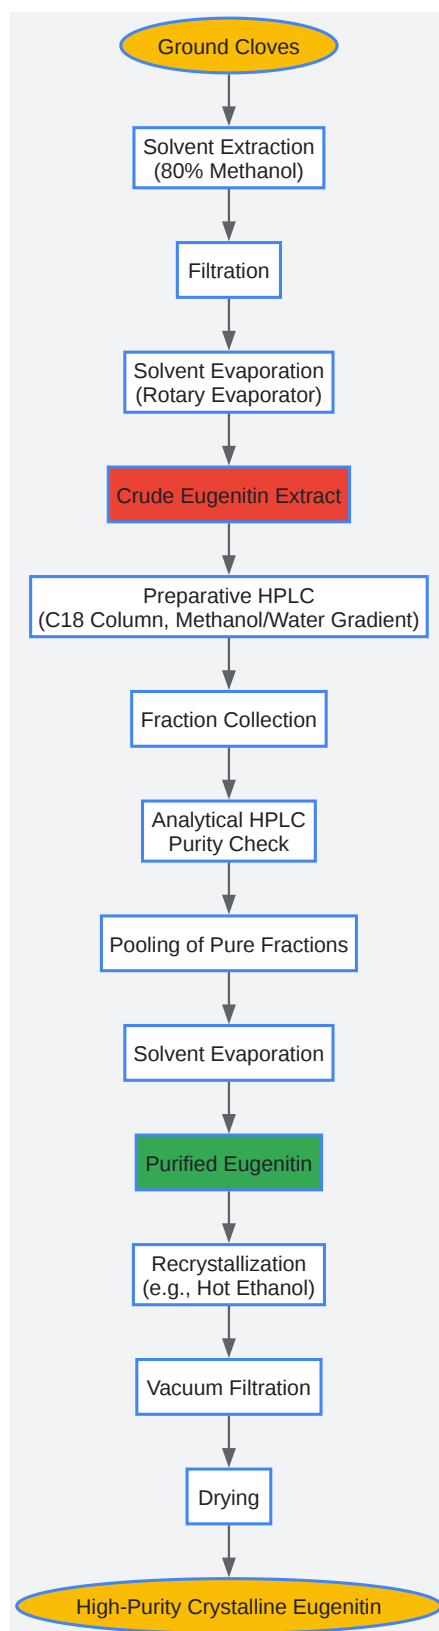 Ground Cloves
Solvent Extraction
(80% Methanol)
Filtration
Solvent Evaporation
(Rotary Evaporator)
Crude Eugenitin Extract
Preparative HPLC
(C18 Column, Methanol/Water Gradient)
Fraction Collection
Analytical HPLC
Purity Check
Pooling of Pure Fractions
Solvent Evaporation
Purified Eugenitin
Recrystallization
(e.g., Hot Ethanol)
Vacuum Filtration
Drying
High-Purity Crystalline Eugenitin